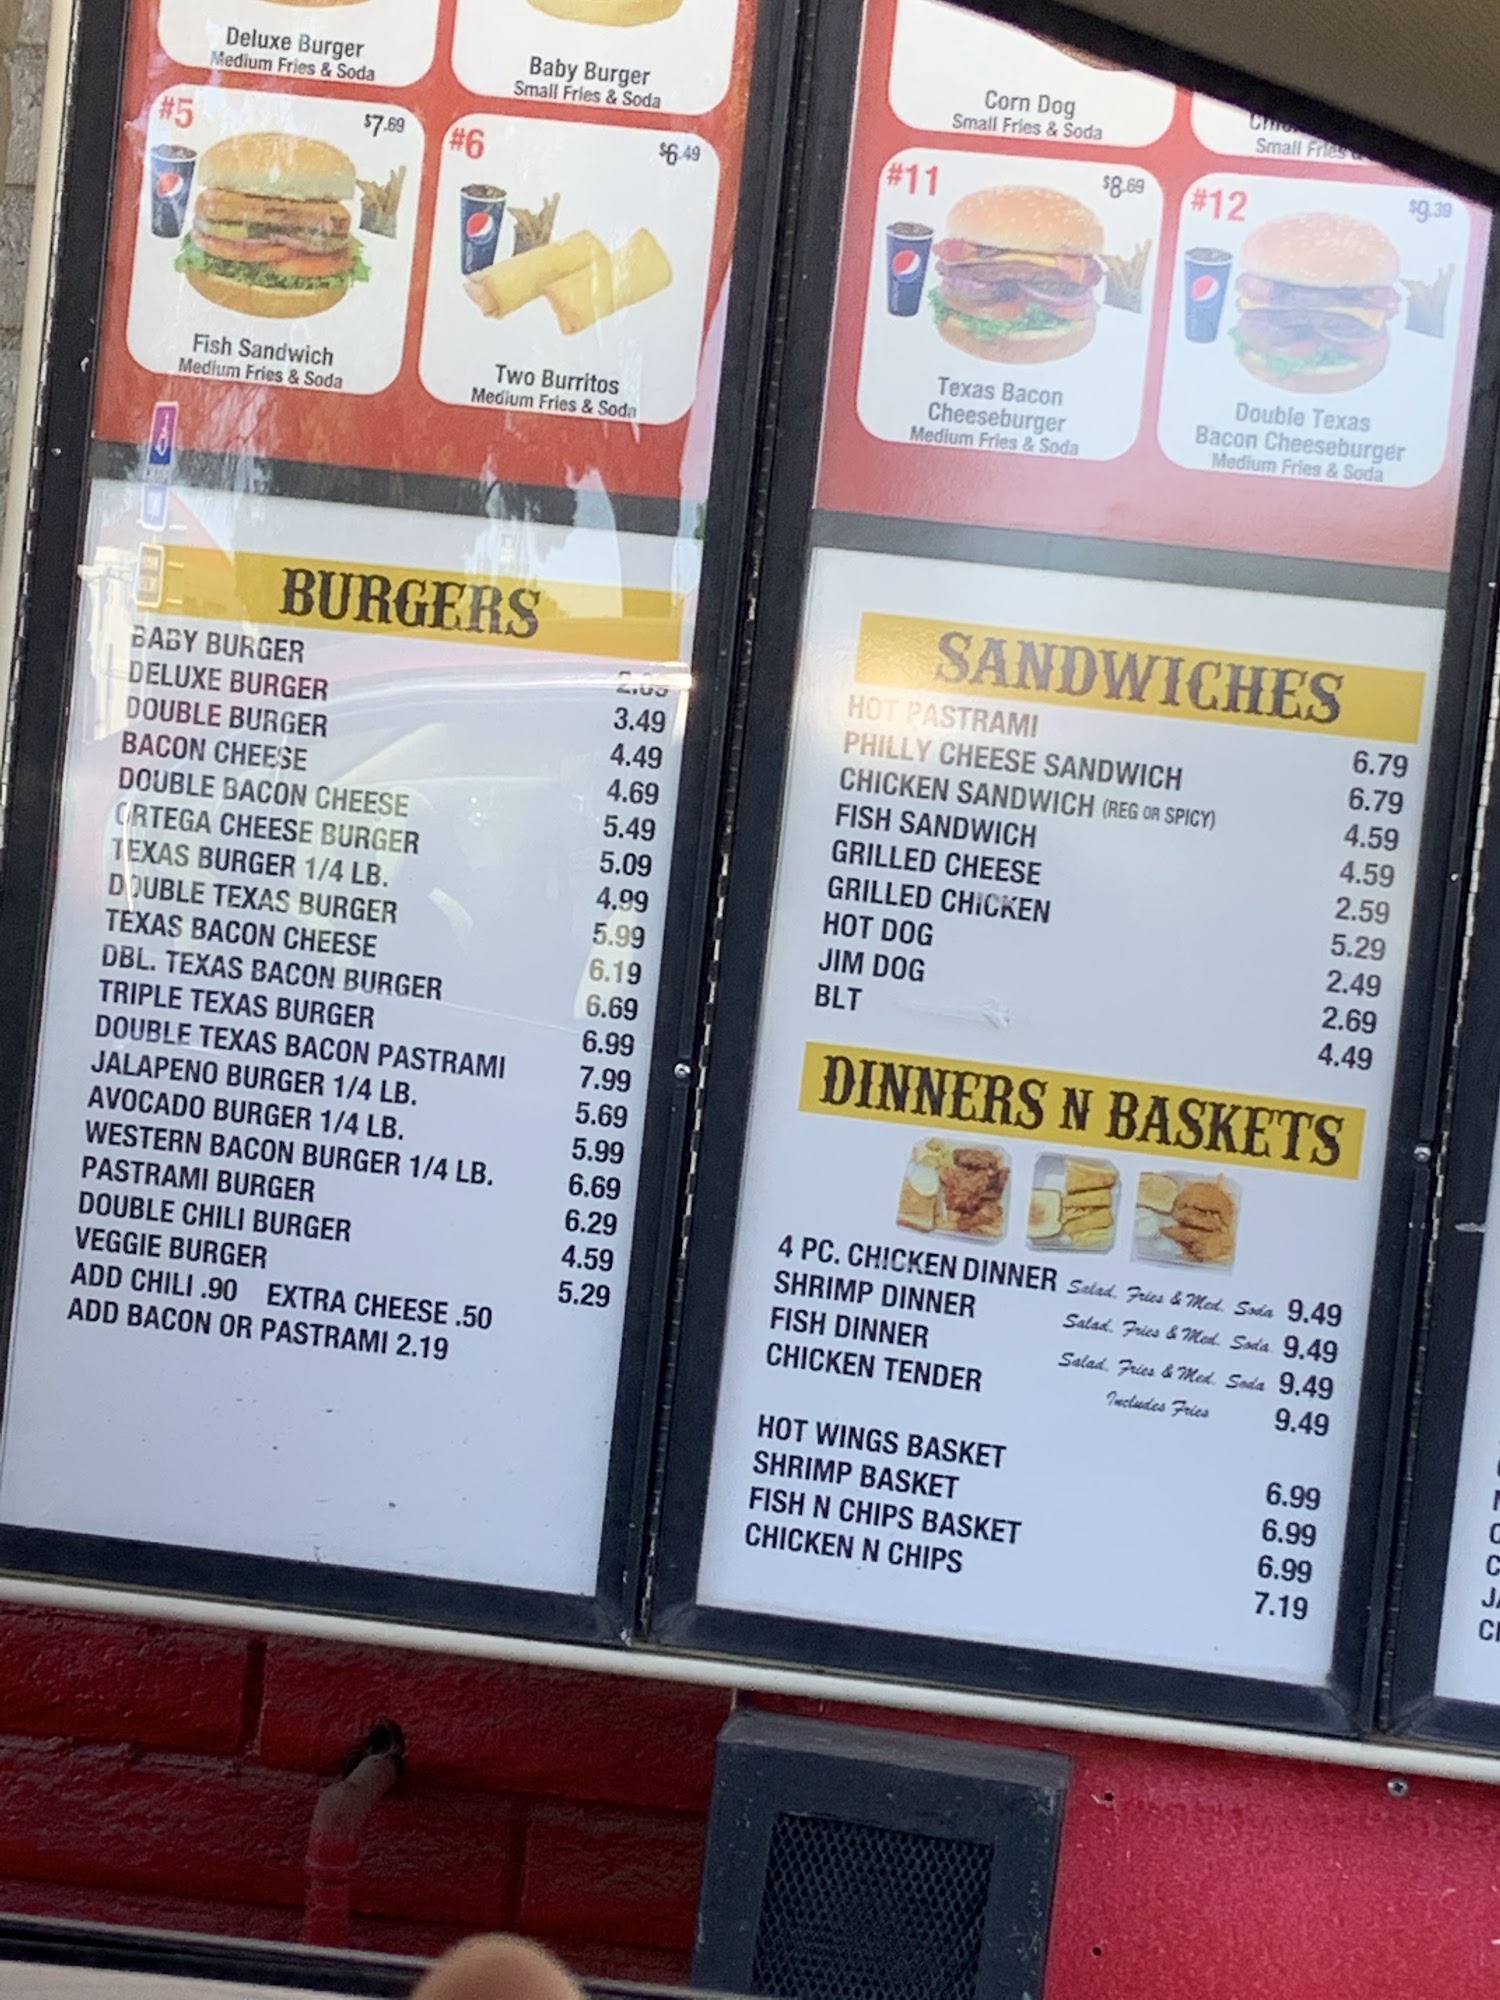 Deluxe Burger
Medium Fries & Soda
Baby Burger
Small Fries & Soda
#5 $7.69
Fish Sandwich
Medium Fries & Soda
#6 $6.49
Two Burritos
Medium Fries & Soda
Corn Dog
Small Fries & Soda
Small Fries
#11 $8.69
Texas Bacon
Cheeseburger
Medium Fries & Soda
#12 $9.39
Double Texas
Bacon Cheeseburger
Medium Fries & Soda
BURGERS
BABY BURGER
DELUXE BURGER 3.49
DOUBLE BURGER 4.49
BACON CHEESE 4.69
DOUBLE BACON CHEESE 5.49
ORTEGA CHEESE BURGER 5.09
TEXAS BURGER 1/4 LB. 4.99
DOUBLE TEXAS BURGER 5.99
TEXAS BACON CHEESE 6.19
DBL. TEXAS BACON BURGER 6.69
TRIPLE TEXAS BURGER 6.99
DOUBLE TEXAS BACON PASTRAMI 7.99
JALAPENO BURGER 1/4 LB. 5.69
AVOCADO BURGER 1/4 LB. 5.99
WESTERN BACON BURGER 1/4 LB. 6.69
PASTRAMI BURGER 6.29
DOUBLE CHILI BURGER 4.59
VEGGIE BURGER 5.29
ADD CHILI .90 EXTRA CHEESE .50
ADD BACON OR PASTRAMI 2.19
SANDWICHES
HOT PASTRAMI 6.79
PHILLY CHEESE SANDWICH 6.79
CHICKEN SANDWICH (REG OR SPICY) 4.59
FISH SANDWICH 4.59
GRILLED CHEESE 2.59
GRILLED CHICKEN 5.29
HOT DOG 2.49
JIM DOG 2.69
BLT 4.49
DINNERS N BASKETS
4 PC. CHICKEN DINNER Salad, Fries & Med. Soda 9.49
SHRIMP DINNER Salad, Fries & Med. Soda 9.49
FISH DINNER Salad, Fries & Med. Soda 9.49
CHICKEN TENDER Includes Fries 9.49
HOT WINGS BASKET 6.99
SHRIMP BASKET 6.99
FISH N CHIPS BASKET 6.99
CHICKEN N CHIPS 7.19